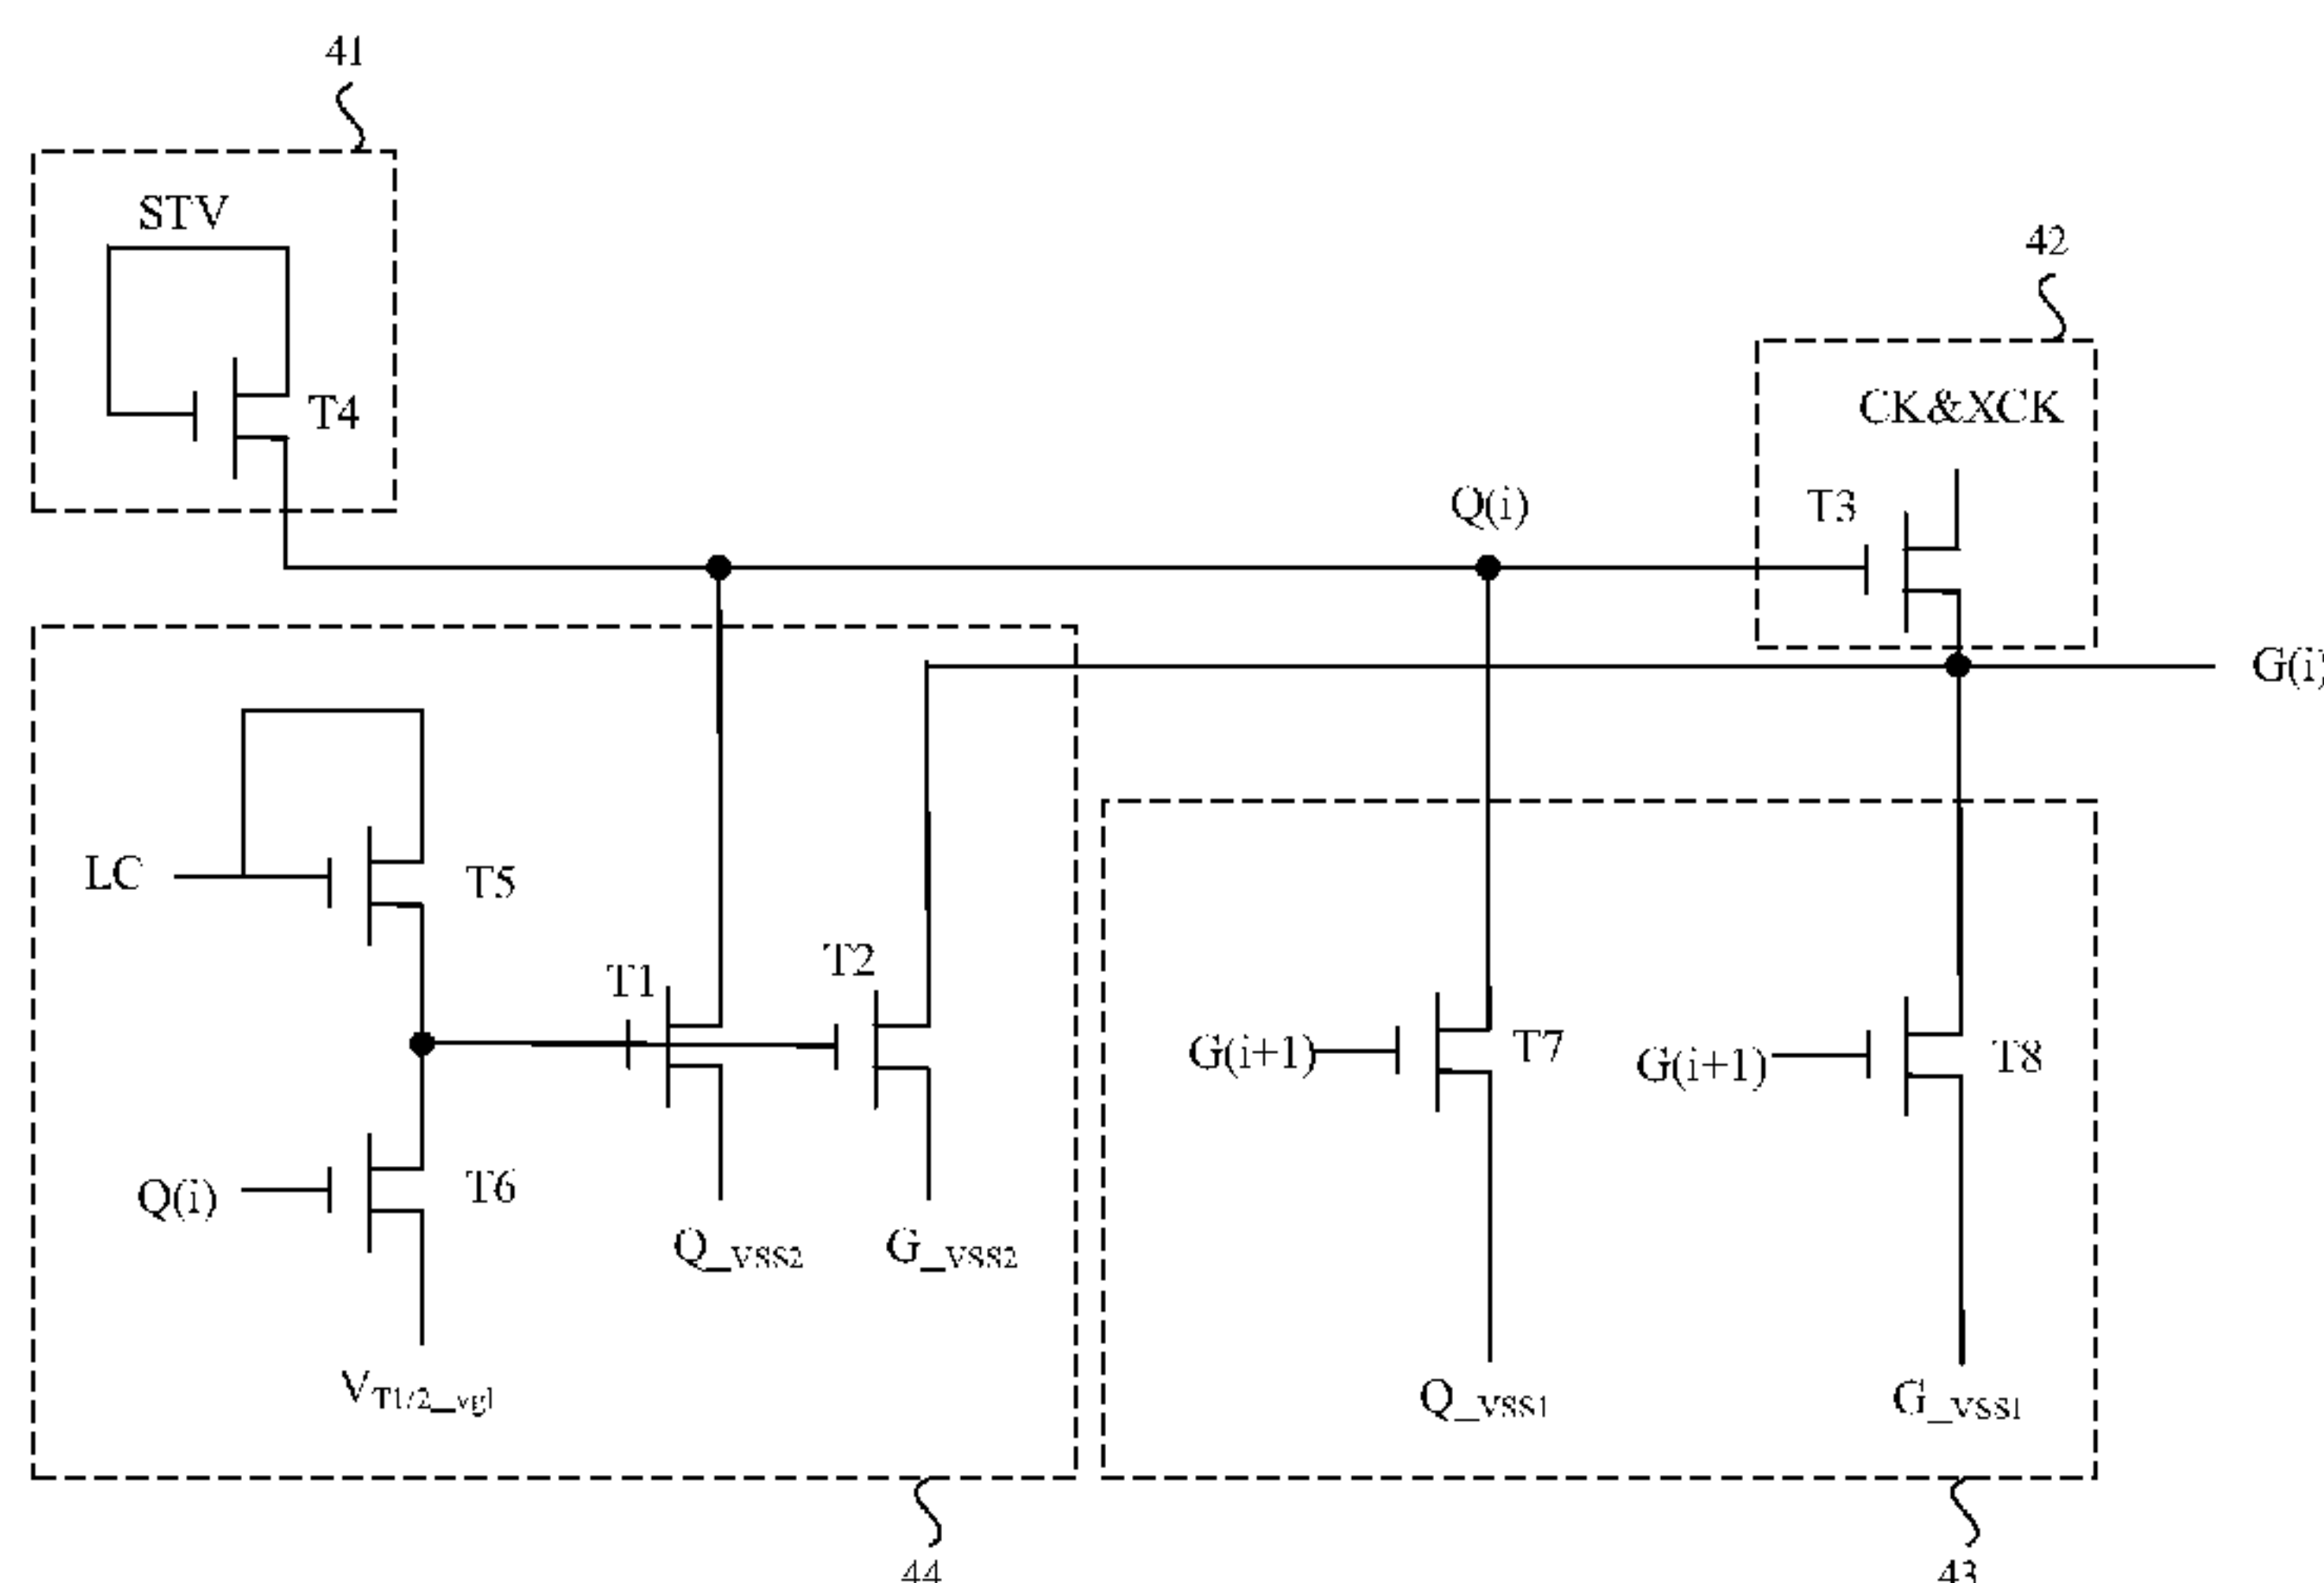 41
STV
42
T4
CK&XCK
Q(i)
T3
G(i)
LC
T5
T1
T2
G(i+1)
T7
G(i+1)
T8
Q(i)
T6
Q_VSS2
G_VSS2
VT1/2_vgl
Q_VSS1
G_VSS1
44
43